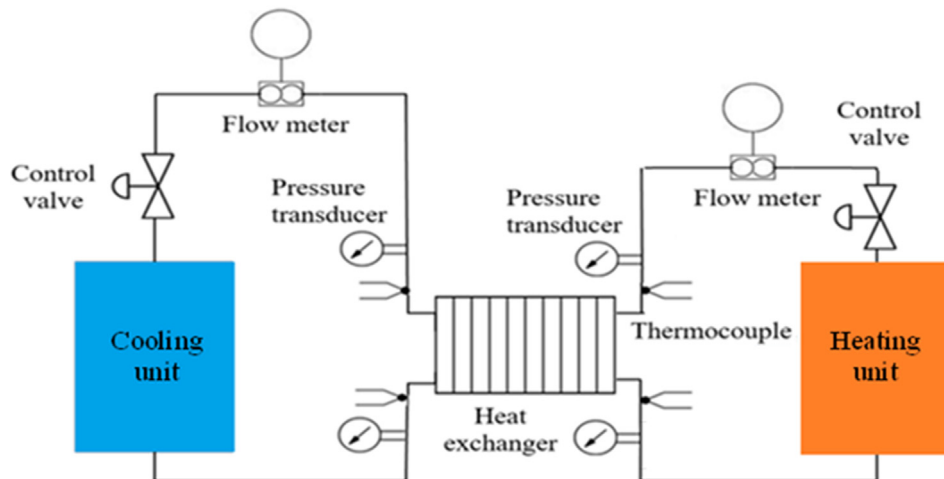 Flow meter
Control
valve
Pressure
transducer
Cooling
unit
Heat
exchanger
Pressure
transducer
Thermocouple
Flow meter
Control
valve
Heating
unit